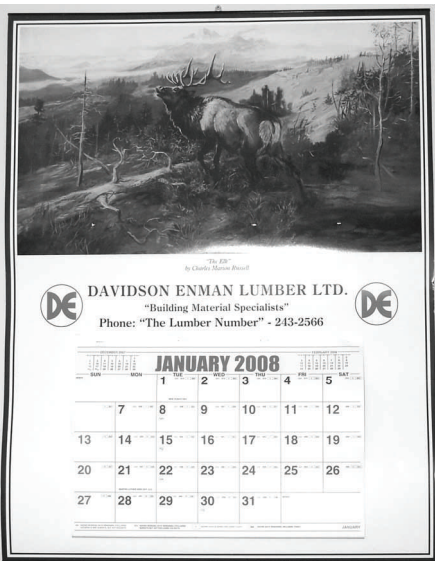 "The Elk"
by Charles Marion Russell
DE
DAVIDSON ENMAN LUMBER LTD.
DE
"Building Material Specialists"
Phone: "The Lumber Number" - 243-2566
JANUARY 2008
SUN MON TUE WED THU FRI SAT
1 2 3 4 5
7 8 9 10 11 12
13 14 15 16 17 18 19
20 21 22 23 24 25 26
27 28 29 30 31
JANUARY